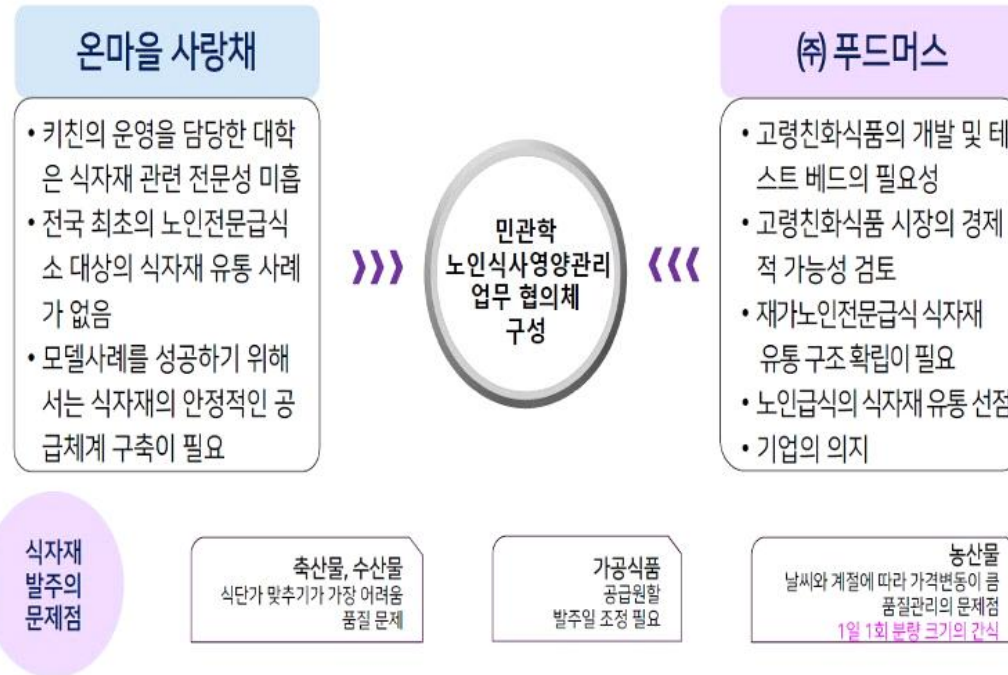 온마을 사랑채
• 키친의 운영을 담당한 대학
은 식자재 관련 전문성 미흡
• 전국 최초의 노인전문급식
소 대상의 식자재 유통 사례
가 없음
• 모델사례를 성공하기 위해
서는 식자재의 안정적인 공
급체계 구축이 필요
민관학
노인식사영양관리
업무 협의체
구성
㈜ 푸드머스
• 고령친화식품의 개발 및 테
스트 베드의 필요성
• 고령친화식품 시장의 경제
적 가능성 검토
• 재가노인전문급식 식자재
유통 구조 확립이 필요
• 노인급식의 식자재 유통 선점
• 기업의 의지
식자재
발주의
문제점
축산물, 수산물
식단가 맞추기가 가장 어려움
품질 문제
가공식품
공급원할
발주일 조정 필요
농산물
날씨와 계절에 따라 가격변동이 큼
품질관리의 문제점
1일 1회 분량 크기의 간식